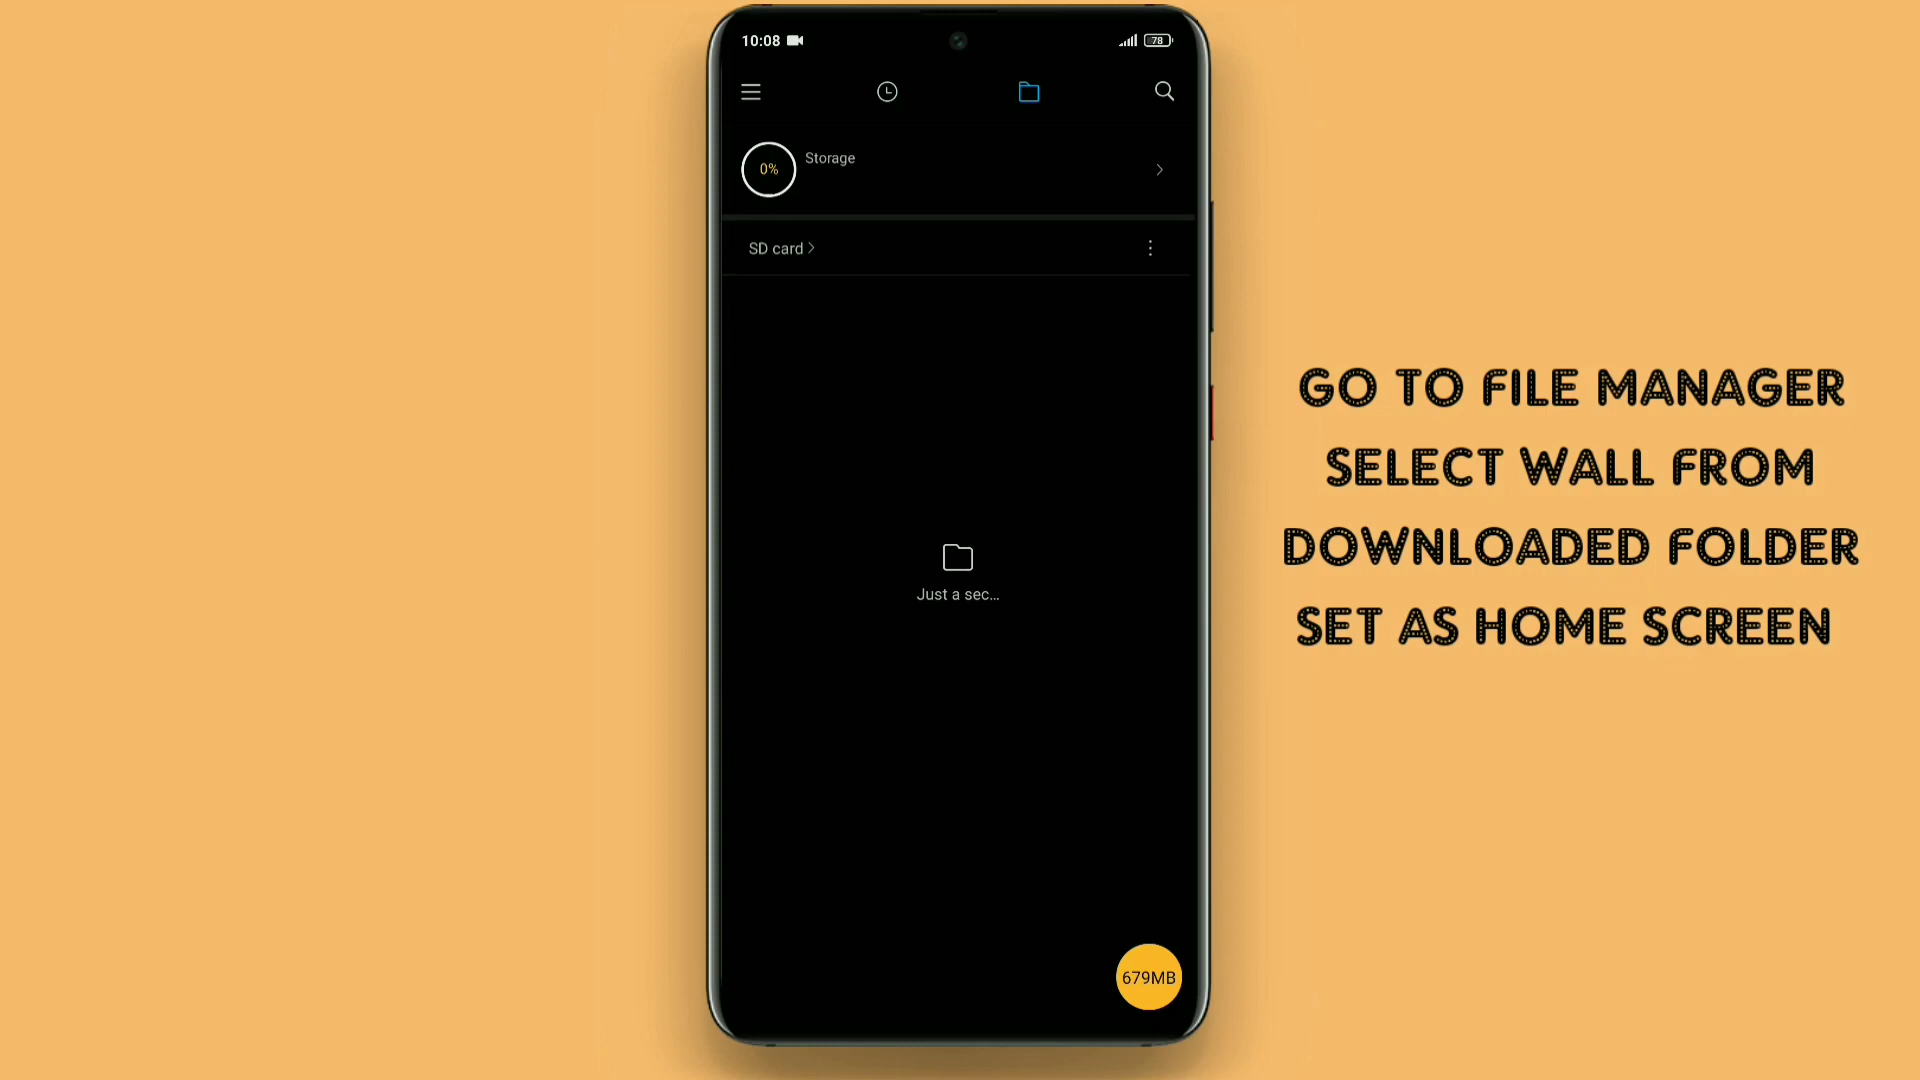 10:08
78
0%
Storage
SD card
Just a sec...
679MB
GO TO FILE MANAGER
SELECT WALL FROM
DOWNLOADED FOLDER
SET AS HOME SCREEN